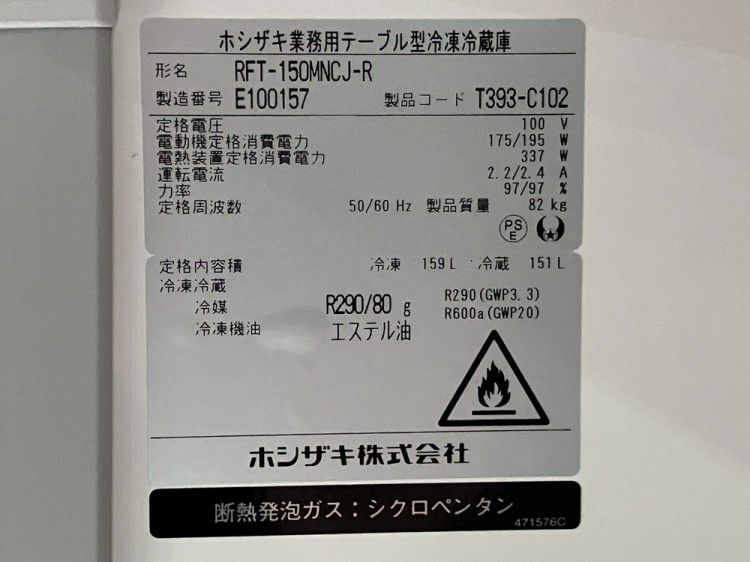 ホシザキ業務用テーブル型冷凍冷蔵庫
形名 RFT-150MNCJ-R
製造番号 E100157 製品コード T393-C102
定格電圧 100 V
電動機定格消費電力 175/195 W
電熱装置定格消費電力 337 W
運転電流 2.2/2.4 A
力率 97/97 %
定格周波数 50/60 Hz 製品質量 82 kg
PS
E
定格内容積 冷凍 159 L 冷蔵 151 L
冷凍冷蔵
冷媒 R290/80 g R290(GWP3.3)
R600a(GWP20)
冷凍機油 エステル油
ホシザキ株式会社
断熱発泡ガス：シクロペンタン
471576C